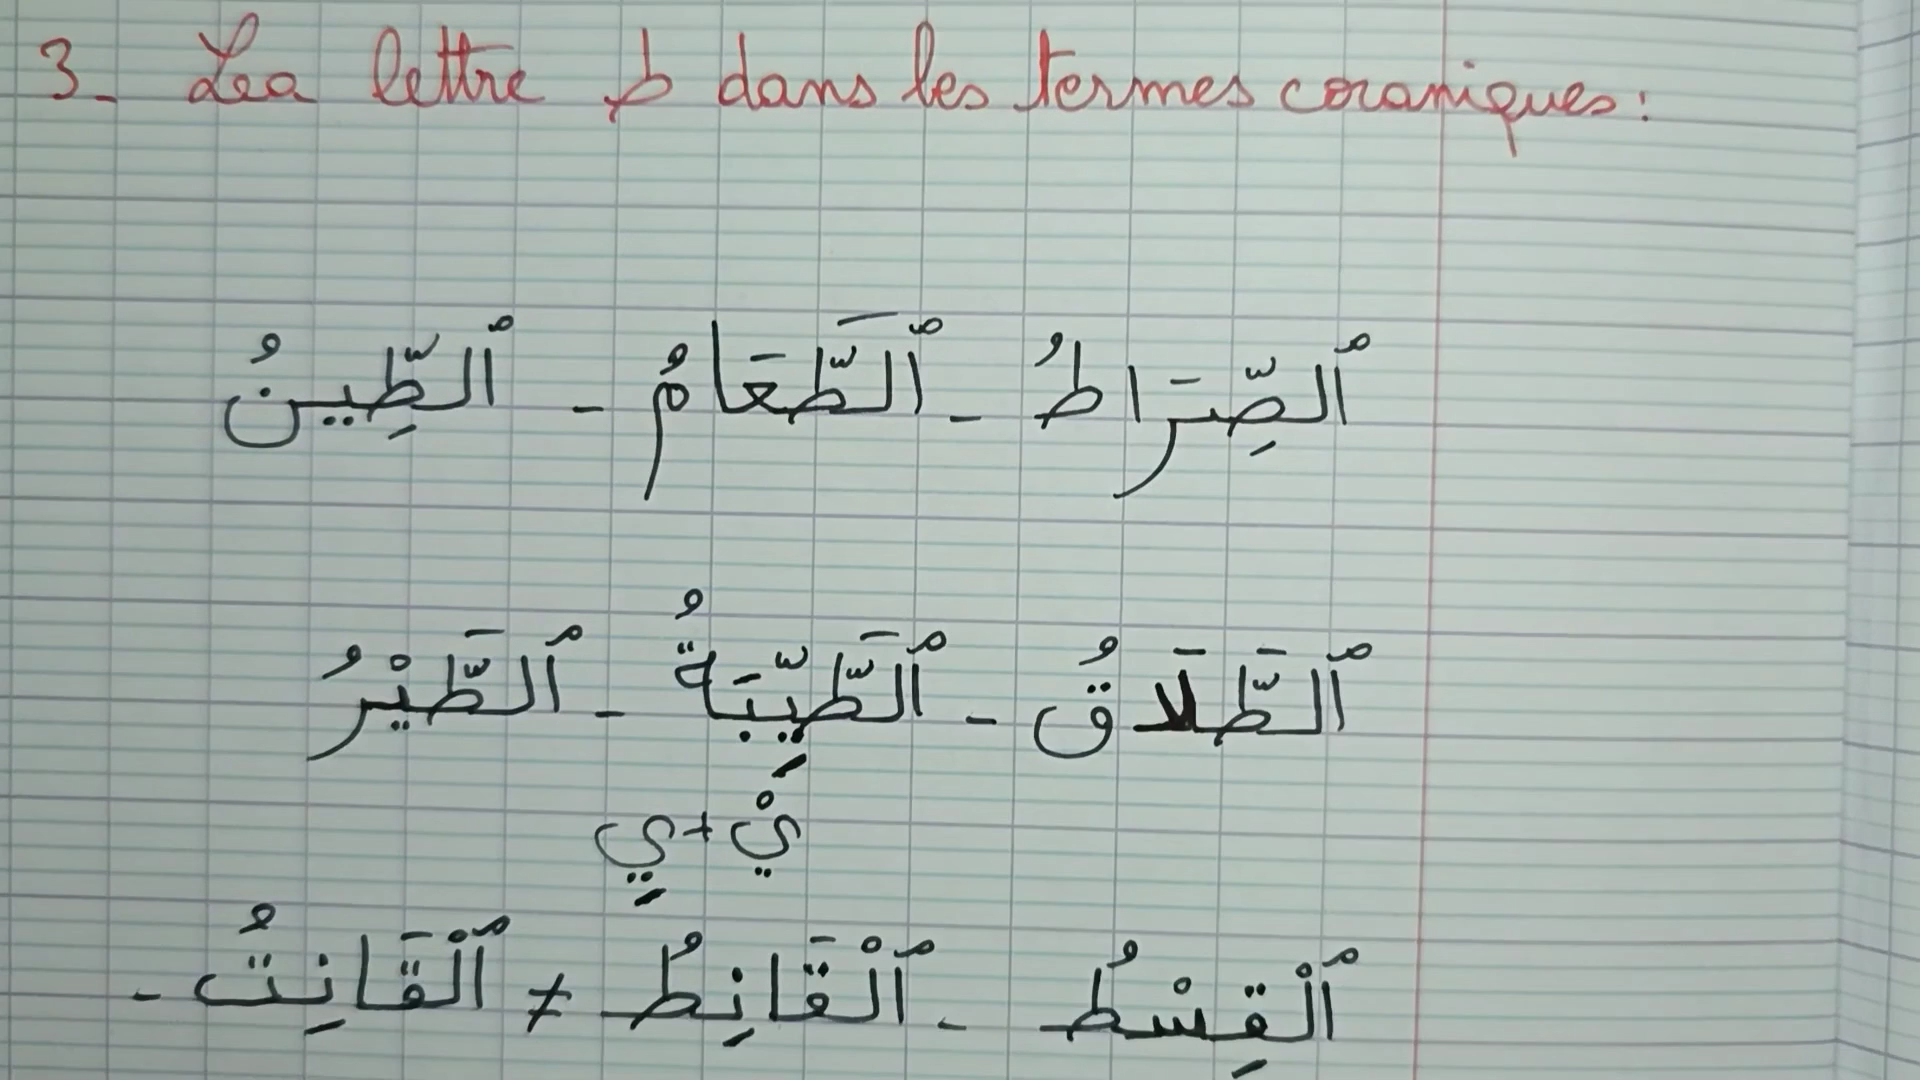 3- Lea lettre ط dans les termes coraniques :
ٱلصِّرَاطُ - ٱلطَّعَامُ - ٱلطِّينُ
ٱلطَّلَاقُ - ٱلطَّيِّبَةُ - ٱلطَّيْرُ
يْ + يِ
ٱلْقِسْطُ - ٱلْقَانِطُ ≠ ٱلْقَانِتُ -